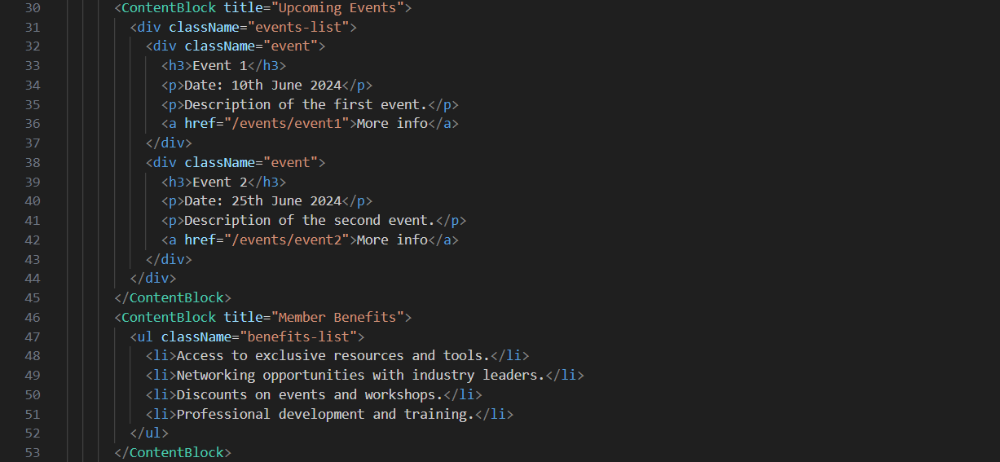 30 <ContentBlock title="Upcoming Events">
31 <div className="events-list">
32 <div className="event">
33 <h3>Event 1</h3>
34 <p>Date: 10th June 2024</p>
35 <p>Description of the first event.</p>
36 <a href="/events/event1">More info</a>
37 </div>
38 <div className="event">
39 <h3>Event 2</h3>
40 <p>Date: 25th June 2024</p>
41 <p>Description of the second event.</p>
42 <a href="/events/event2">More info</a>
43 </div>
44 </div>
45 </ContentBlock>
46 <ContentBlock title="Member Benefits">
47 <ul className="benefits-list">
48 <li>Access to exclusive resources and tools.</li>
49 <li>Networking opportunities with industry leaders.</li>
50 <li>Discounts on events and workshops.</li>
51 <li>Professional development and training.</li>
52 </ul>
53 </ContentBlock>